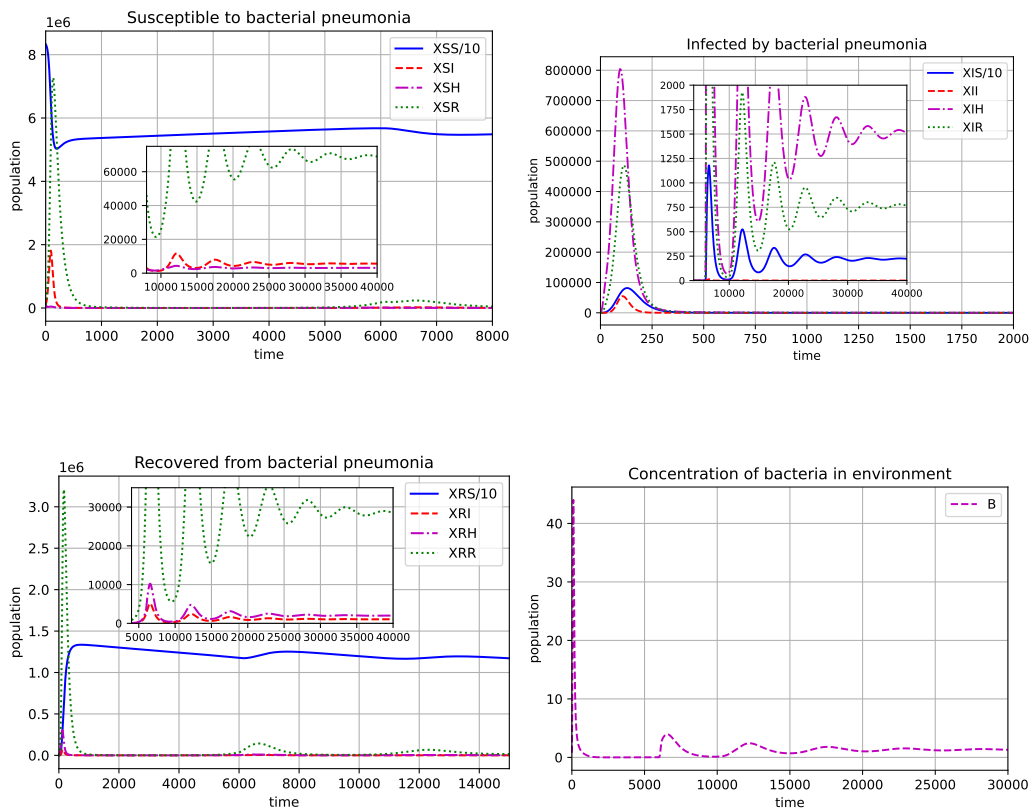 Susceptible to bacterial pneumonia
1e6
8
6
4
2
0
population
XSS/10
XSI
XSH
XSR
60000
40000
20000
0
10000 15000 20000 25000 30000 35000 40000
0 1000 2000 3000 4000 5000 6000 7000 8000
time
Infected by bacterial pneumonia
800000
700000
600000
500000
400000
300000
200000
100000
0
population
XIS/10
XII
XIH
XIR
2000
1750
1500
1250
1000
750
500
250
0
10000 20000 30000 40000
0 250 500 750 1000 1250 1500 1750 2000
time
Recovered from bacterial pneumonia
1e6
3.0
2.5
2.0
1.5
1.0
0.5
0.0
population
XRS/10
XRI
XRH
XRR
30000
20000
10000
0
5000 10000 15000 20000 25000 30000 35000 40000
0 2000 4000 6000 8000 10000 12000 14000
time
Concentration of bacteria in environment
40
30
20
10
0
population
B
0 5000 10000 15000 20000 25000 30000
time